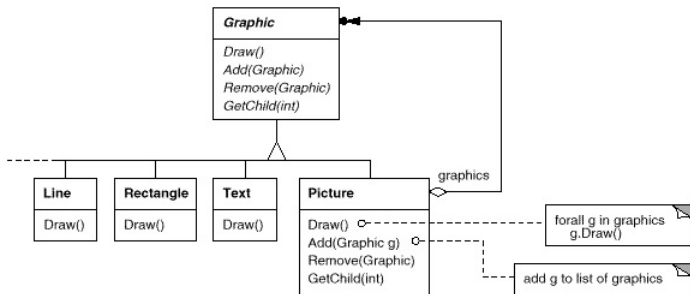 Graphic
Draw()
Add(Graphic)
Remove(Graphic)
GetChild(int)
graphics
Line
Draw()
Rectangle
Draw()
Text
Draw()
Picture
Draw()
Add(Graphic g)
Remove(Graphic)
GetChild(int)
forall g in graphics
g.Draw()
add g to list of graphics